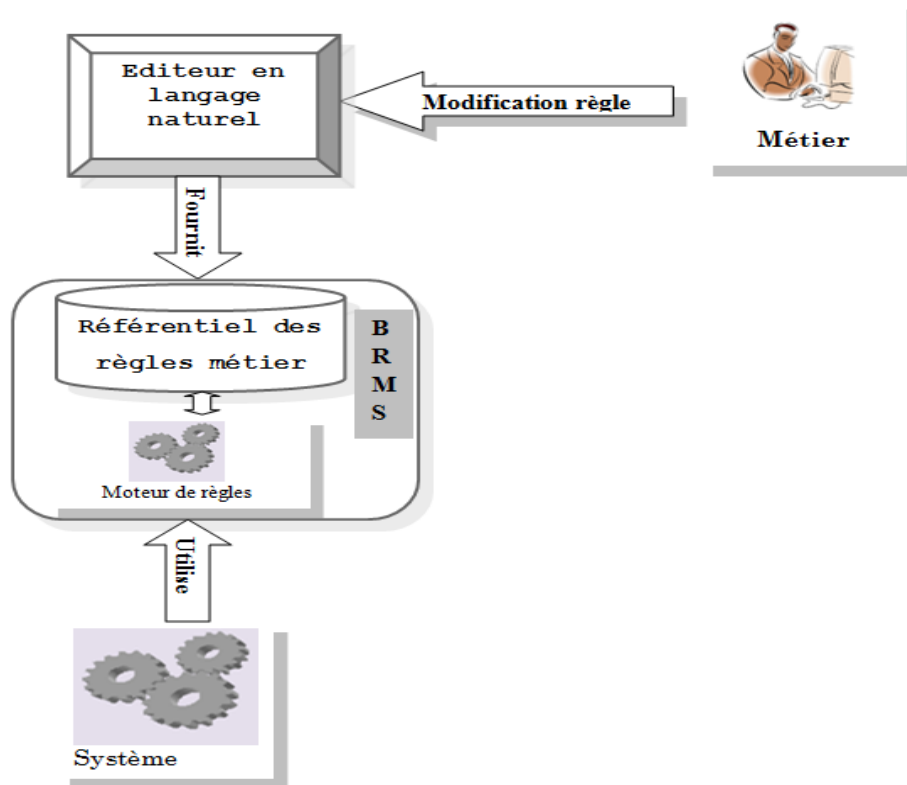 Editeur en
langage
naturel
Modification règle
Métier
Fournit
Référentiel des
règles métier
B
R
M
S
Moteur de règles
Utilise
Système